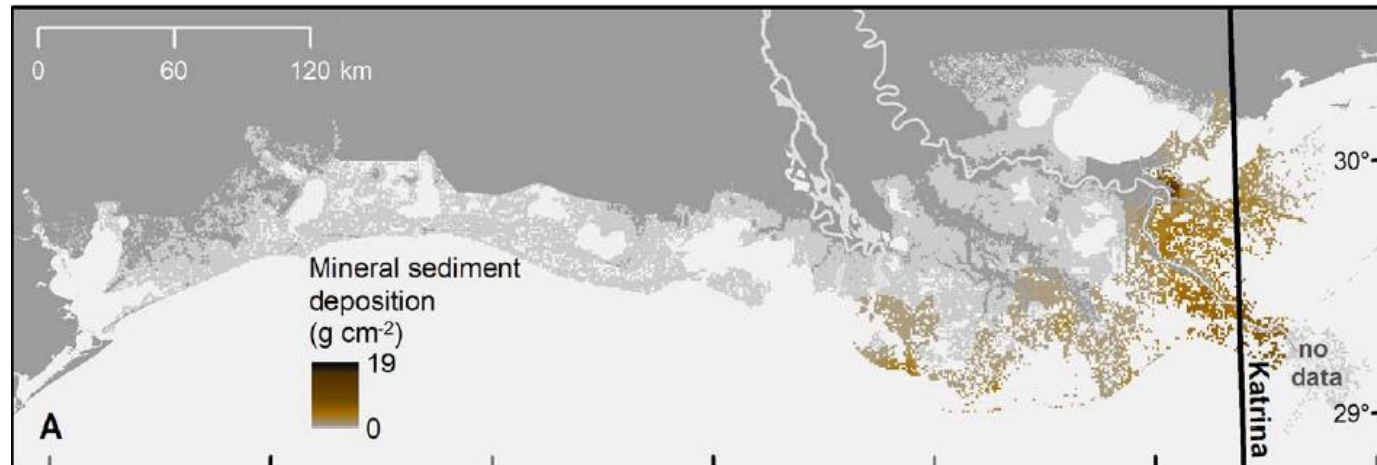 0 60 120 km
30°
Mineral sediment
deposition
(g cm⁻²)
19
0
no
data
Katrina
29°
A